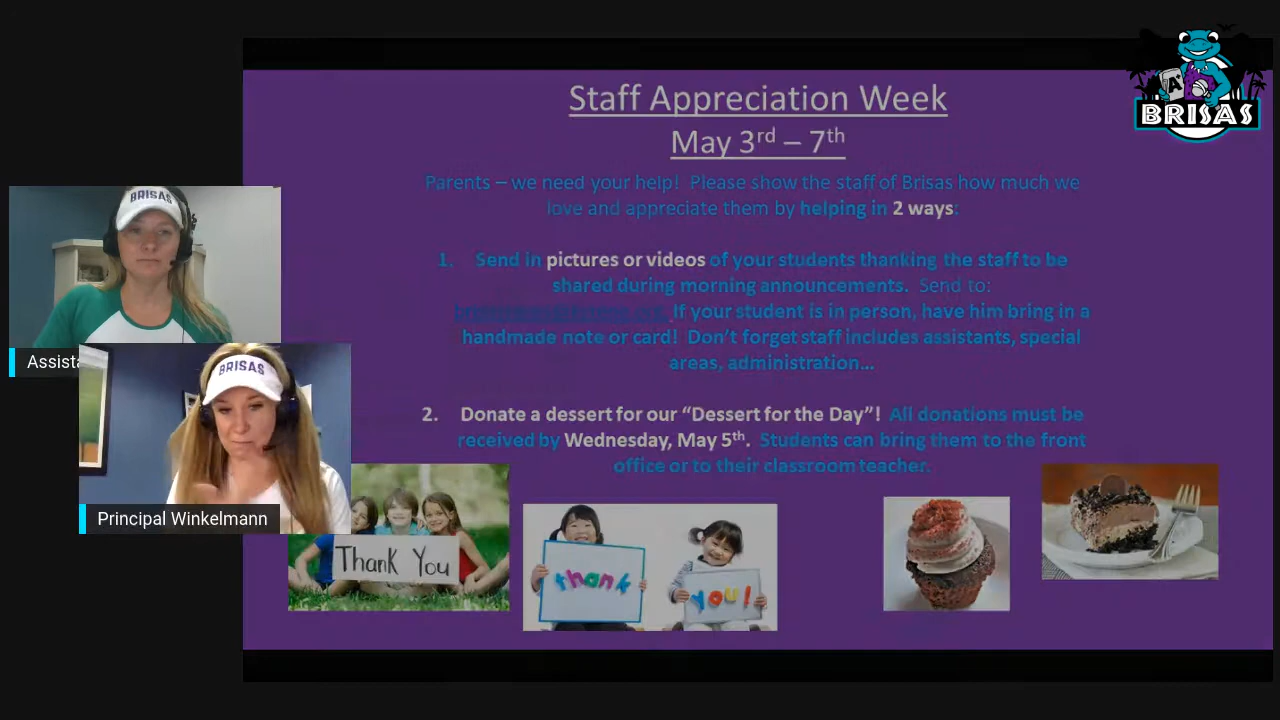 Staff Appreciation Week
May 3rd – 7th
Parents – we need your help! Please show the staff of Brisas how much we
love and appreciate them by helping in 2 ways:
1. Send in pictures or videos of your students thanking the staff to be
shared during morning announcements. Send to:
If your student is in person, have him bring in a
handmade note or card! Don't forget staff includes assistants, special
areas, administration…
2. Donate a dessert for our “Dessert for the Day”! All donations must be
received by Wednesday, May 5th. Students can bring them to the front
office or to their classroom teacher.
BRISAS
BRISAS
Assista
BRISAS
Principal Winkelmann
Thank You
thank
you!